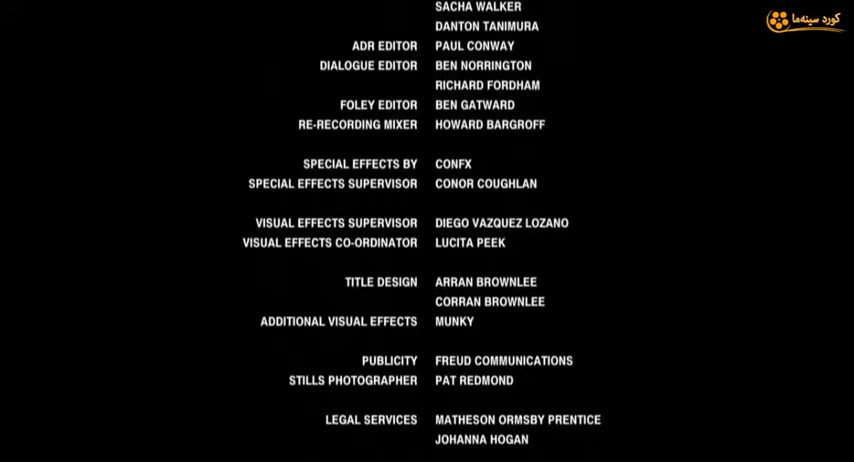 SACHA WALKER
کورد سینەما
DANTON TANIMURA
ADR EDITOR PAUL CONWAY
DIALOGUE EDITOR BEN NORRINGTON
RICHARD FORDHAM
FOLEY EDITOR BEN GATWARD
RE-RECORDING MIXER HOWARD BARGROFF
SPECIAL EFFECTS BY CONFX
SPECIAL EFFECTS SUPERVISOR CONOR COUGHLAN
VISUAL EFFECTS SUPERVISOR DIEGO VAZQUEZ LOZANO
VISUAL EFFECTS CO-ORDINATOR LUCITA PEEK
TITLE DESIGN ARRAN BROWNLEE
CORRAN BROWNLEE
ADDITIONAL VISUAL EFFECTS MUNKY
PUBLICITY FREUD COMMUNICATIONS
STILLS PHOTOGRAPHER PAT REDMOND
LEGAL SERVICES MATHESON ORMSBY PRENTICE
JOHANNA HOGAN